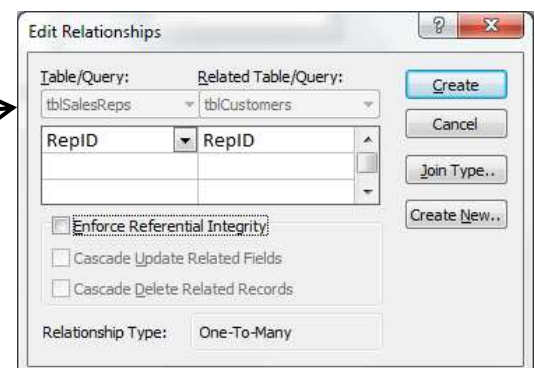 Edit Relationships
Table/Query: Related Table/Query:
tblSalesReps tblCustomers
RepID RepID
Enforce Referential Integrity
Cascade Update Related Fields
Cascade Delete Related Records
Relationship Type: One-To-Many
Create
Cancel
Join Type..
Create New..